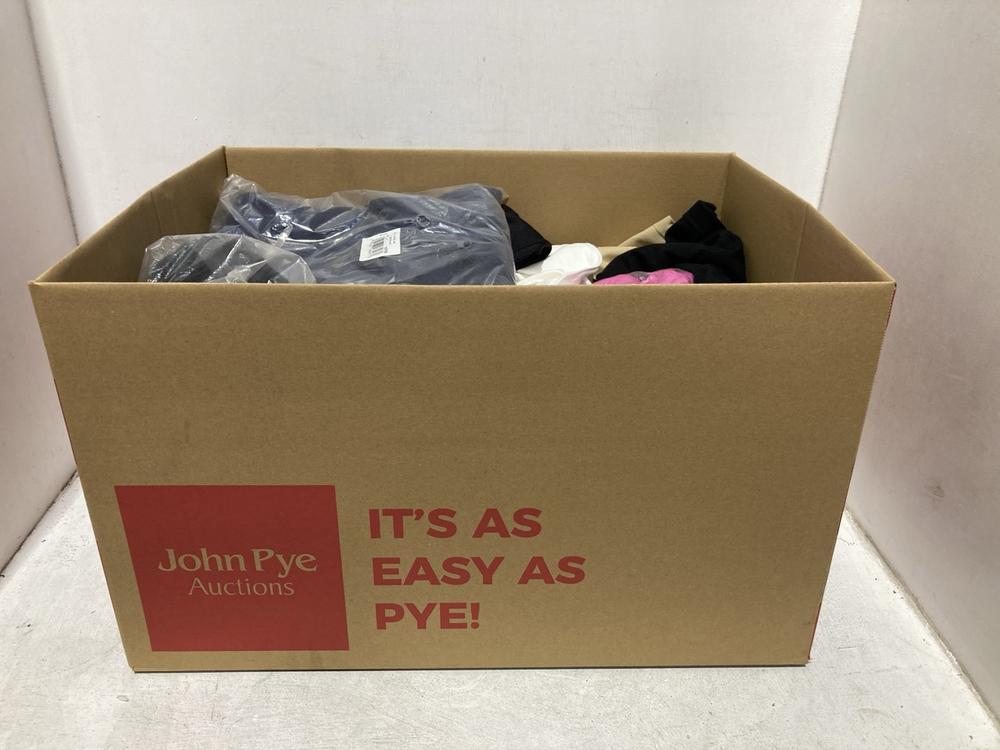 John Pye
Auctions
IT'S AS
EASY AS
PYE!